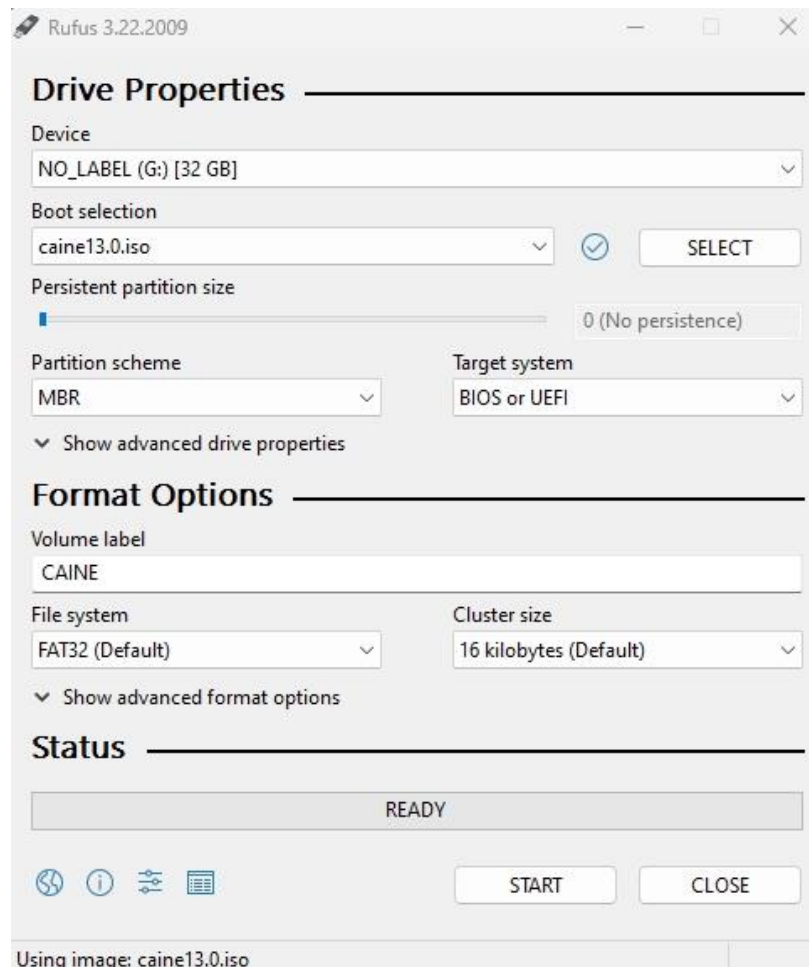 Rufus 3.22.2009
Drive Properties
Device
NO_LABEL (G:) [32 GB]
Boot selection
caine13.0.iso
SELECT
Persistent partition size
0 (No persistence)
Partition scheme
Target system
MBR
BIOS or UEFI
Show advanced drive properties
Format Options
Volume label
CAINE
File system
Cluster size
FAT32 (Default)
16 kilobytes (Default)
Show advanced format options
Status
READY
START
CLOSE
Using image: caine13.0.iso